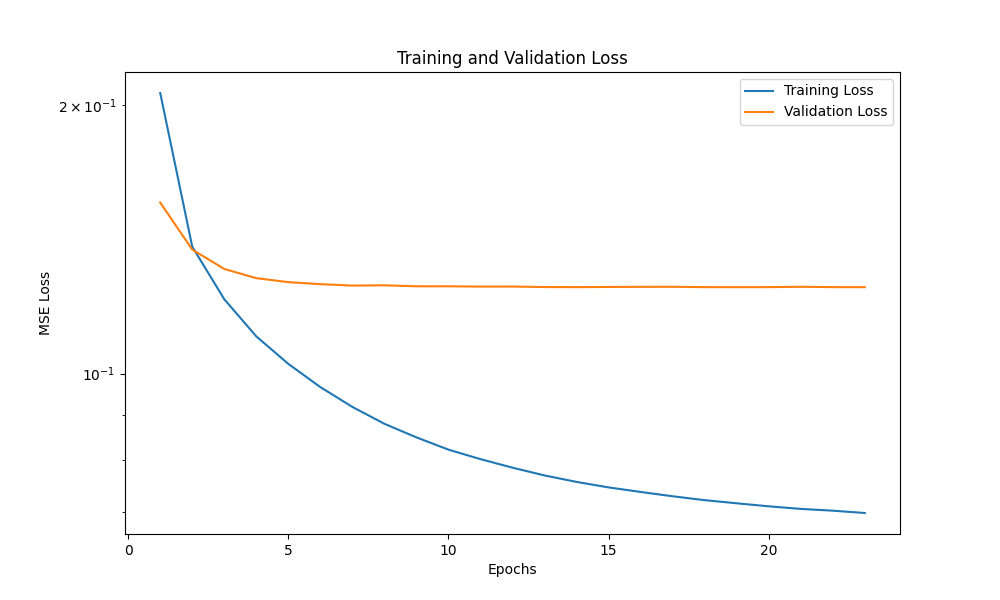 Training and Validation Loss
Training Loss
Validation Loss
2 × 10⁻¹
10⁻¹
MSE Loss
0 5 10 15 20
Epochs